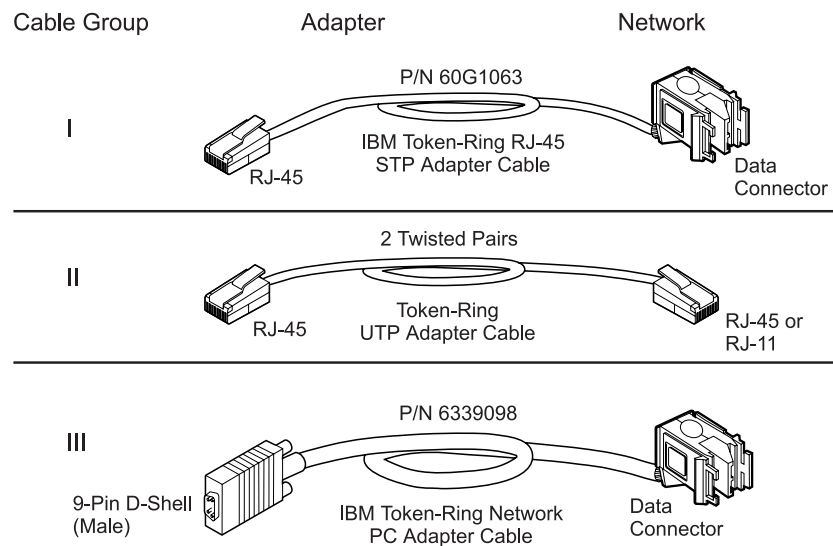 Cable Group Adapter Network
P/N 60G1063
I
IBM Token-Ring RJ-45
STP Adapter Cable
RJ-45
Data
Connector
2 Twisted Pairs
II
Token-Ring
UTP Adapter Cable
RJ-45
RJ-45 or
RJ-11
P/N 6339098
III
9-Pin D-Shell
(Male)
IBM Token-Ring Network
PC Adapter Cable
Data
Connector